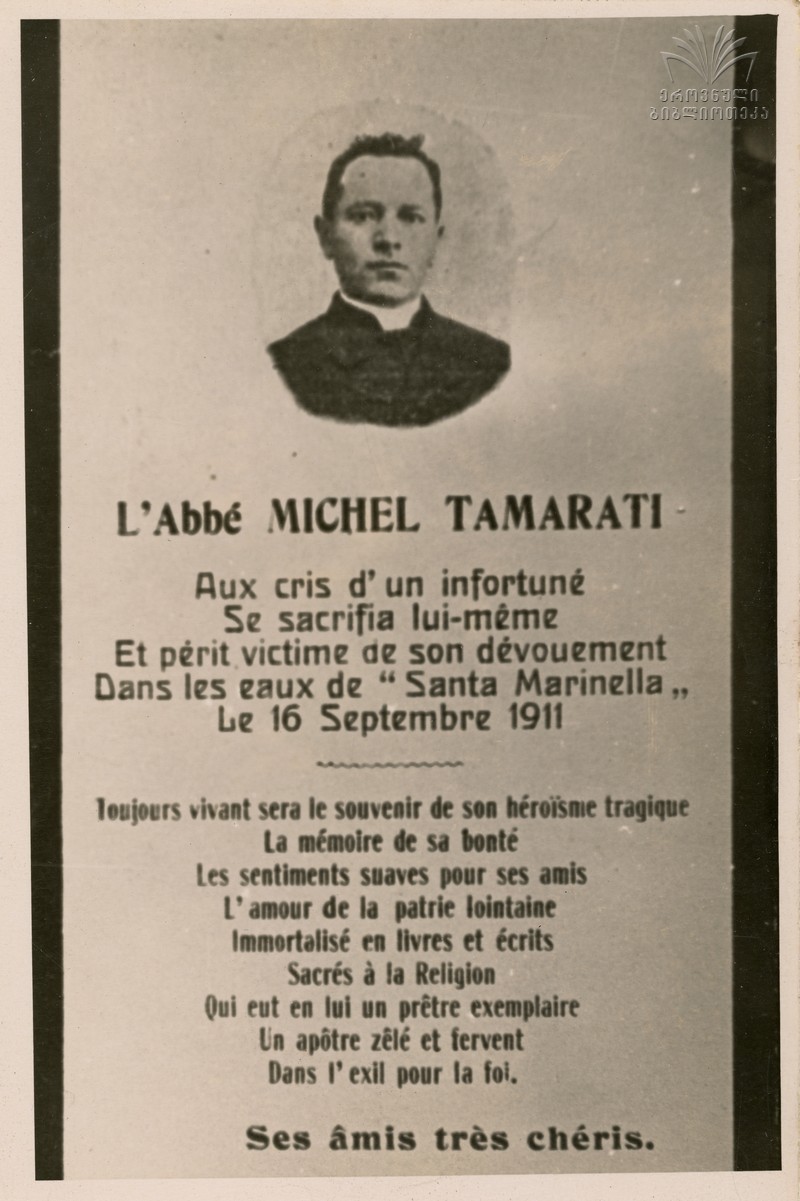 ეროვნული
ბიბლიოთეკა
L'Abbé MICHEL TAMARATI
Aux cris d'un infortuné
Se sacrifia lui-même
Et périt victime de son dévouement
Dans les eaux de “ Santa Marinella „
Le 16 Septembre 1911
Toujours vivant sera le souvenir de son héroïsme tragique
La mémoire de sa bonté
Les sentiments suaves pour ses amis
L'amour de la patrie lointaine
Immortalisé en livres et écrits
Sacrés à la Religion
Qui eut en lui un prêtre exemplaire
Un apôtre zêlé et fervent
Dans l'exil pour la foi.
Ses âmis très chéris.